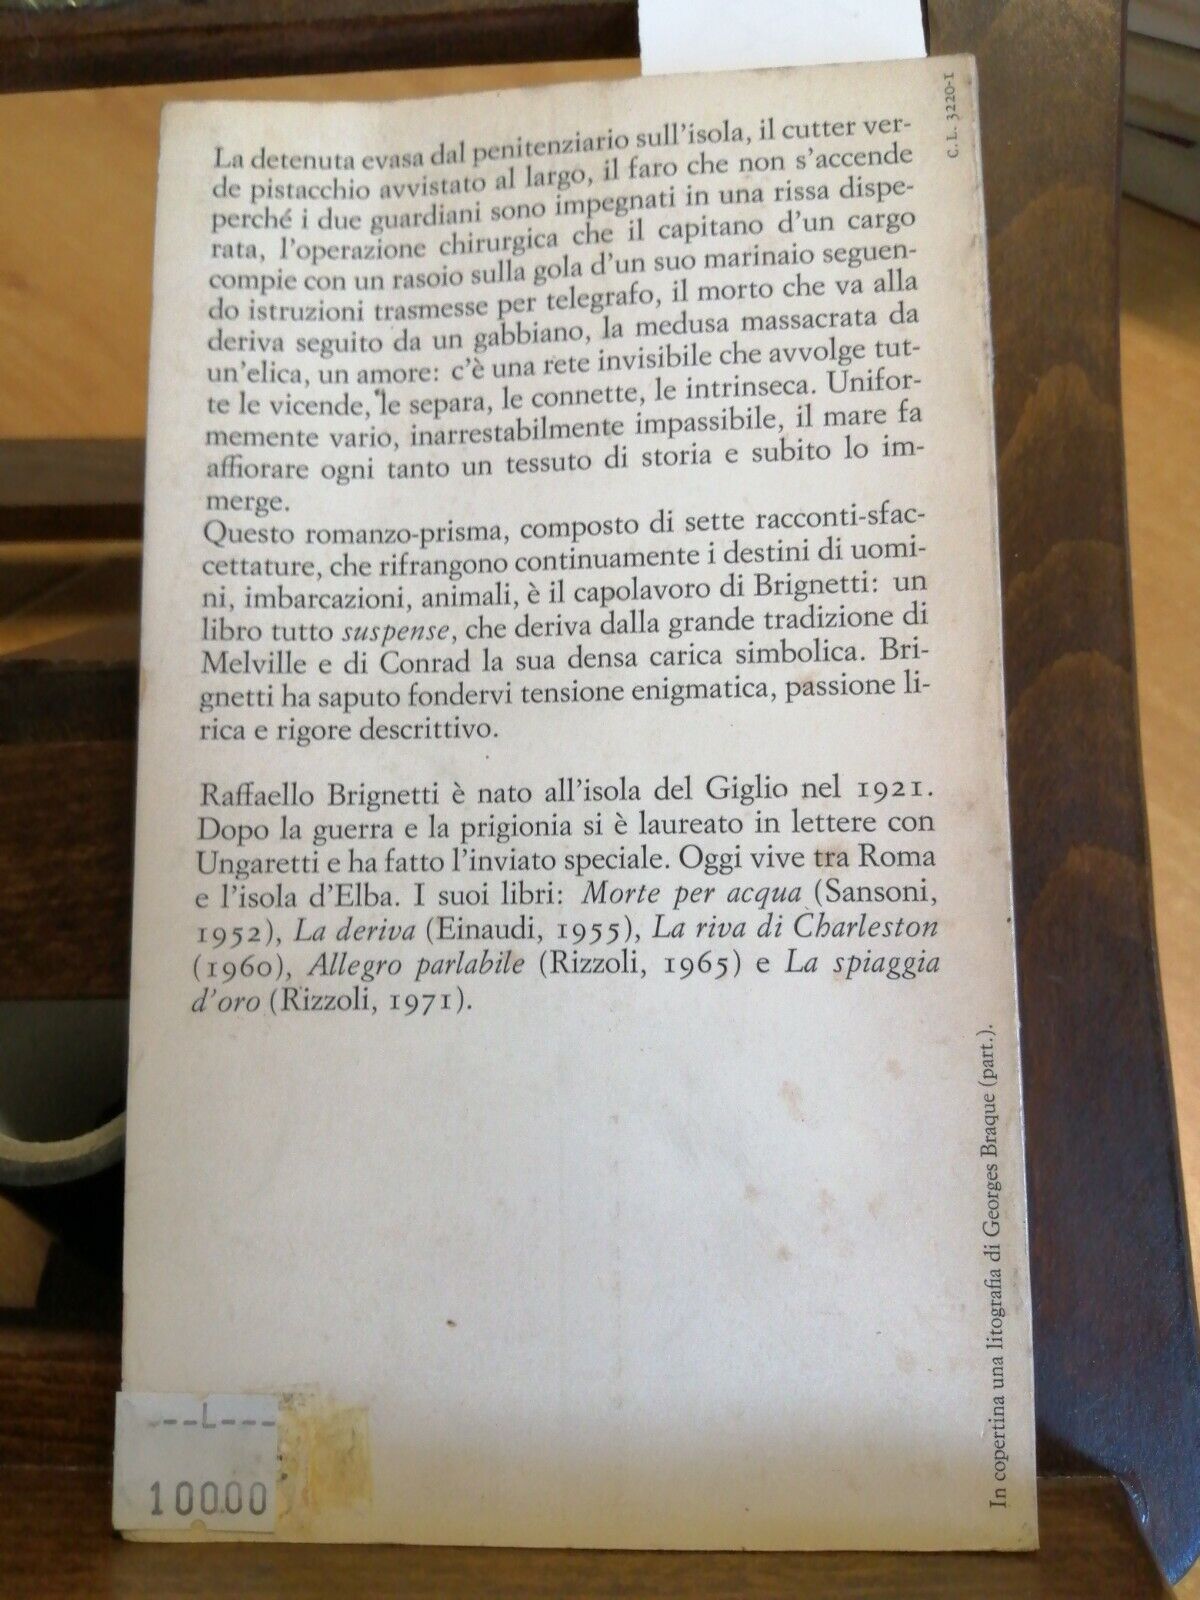 La detenuta evasa dal penitenziario sull'isola, il cutter ver-
de pistacchio avvistato al largo, il faro che non s'accende
perché i due guardiani sono impegnati in una rissa dispe-
rata, l'operazione chirurgica che il capitano d'un cargo
compie con un rasoio sulla gola d'un suo marinaio seguen-
do istruzioni trasmesse per telegrafo, il morto che va alla
deriva seguito da un gabbiano, la medusa massacrata da
un'elica, un amore: c'è una rete invisibile che avvolge tut-
te le vicende, le separa, le connette, le intrinseca. Unifor-
memente vario, inarrestabilmente impassibile, il mare fa
affiorare ogni tanto un tessuto di storia e subito lo im-
merge.
Questo romanzo-prisma, composto di sette racconti-sfac-
cettature, che rifrangono continuamente i destini di uomi-
ni, imbarcazioni, animali, è il capolavoro di Brignetti: un
libro tutto suspense, che deriva dalla grande tradizione di
Melville e di Conrad la sua densa carica simbolica. Bri-
gnetti ha saputo fondervi tensione enigmatica, passione li-
rica e rigore descrittivo.
Raffaello Brignetti è nato all'isola del Giglio nel 1921.
Dopo la guerra e la prigionia si è laureato in lettere con
Ungaretti e ha fatto l'inviato speciale. Oggi vive tra Roma
e l'isola d'Elba. I suoi libri: Morte per acqua (Sansoni,
1952), La deriva (Einaudi, 1955), La riva di Charleston
(1960), Allegro parlabile (Rizzoli, 1965) e La spiaggia
d'oro (Rizzoli, 1971).
C. L. 3220-1
In copertina una litografia di Georges Braque (part.).
---L---
10000